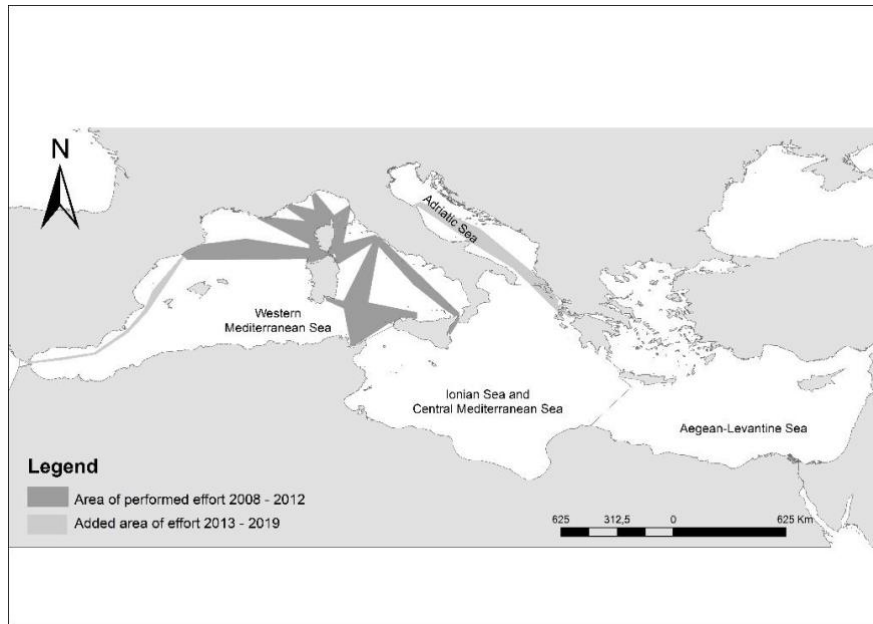 N
Adriatic Sea
Western
Mediterranean Sea
Ionian Sea and
Central Mediterranean Sea
Aegean-Levantine Sea
Legend
Area of performed effort 2008 - 2012
Added area of effort 2013 - 2019
625 312,5 0 625 Km